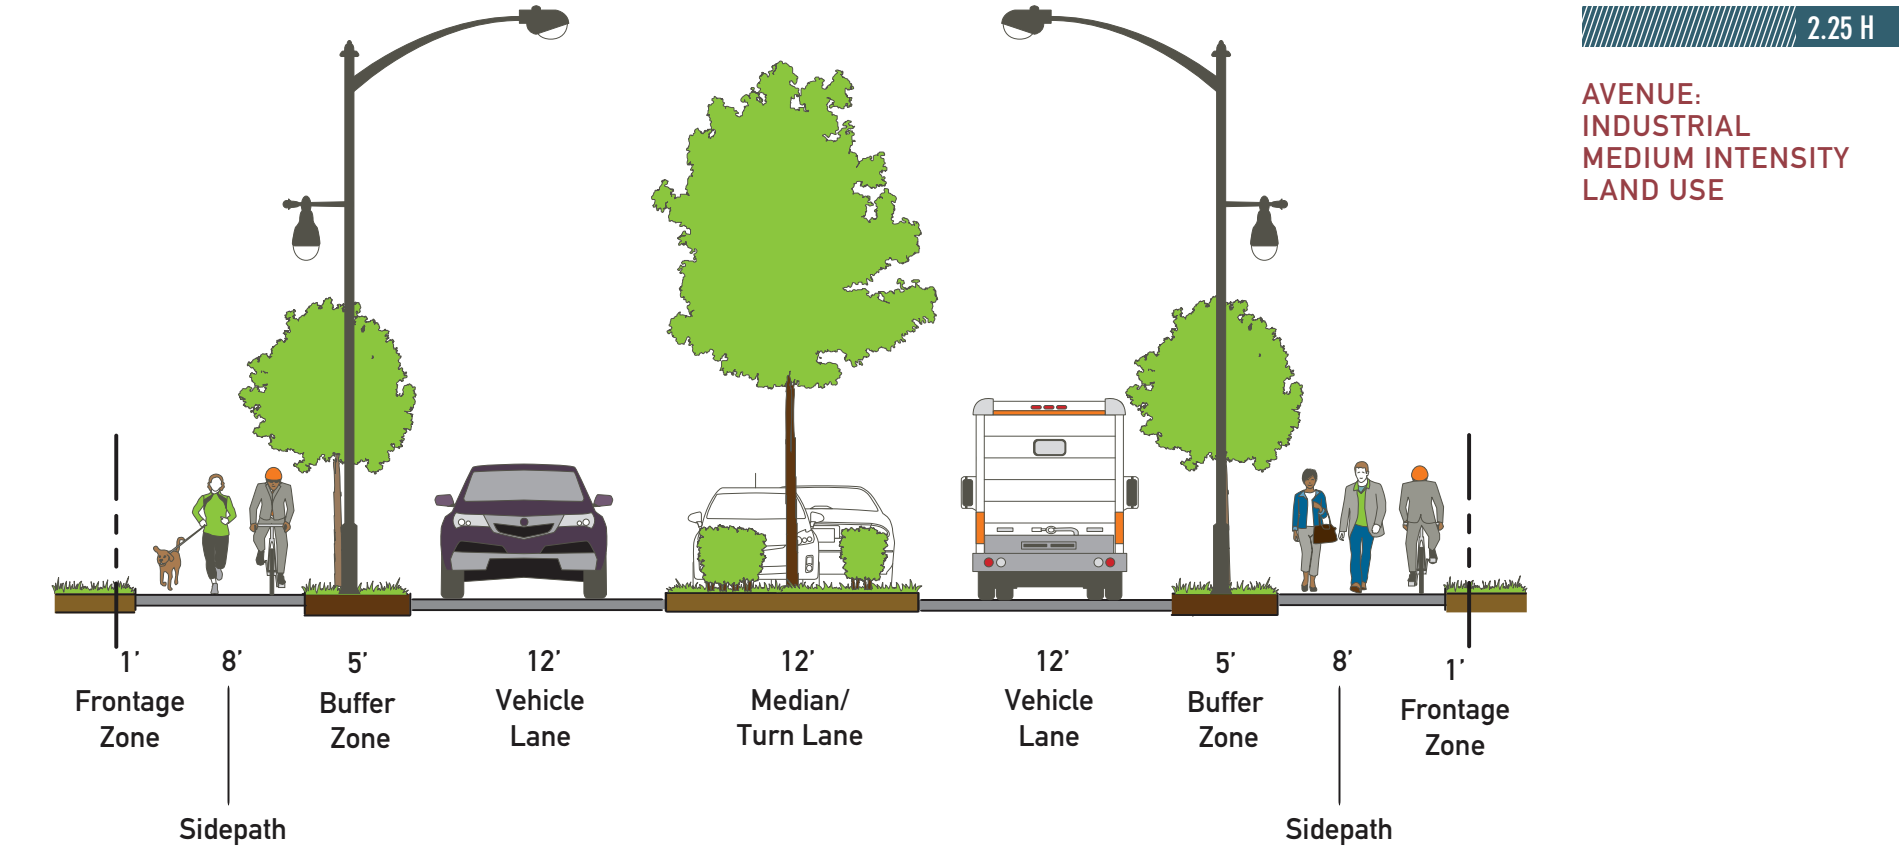 2.25 H
AVENUE:
INDUSTRIAL
MEDIUM INTENSITY
LAND USE
1’
Frontage
Zone
8’
Sidepath
5’
Buffer
Zone
12’
Vehicle
Lane
12’
Median/
Turn Lane
12’
Vehicle
Lane
5’
Buffer
Zone
8’
Sidepath
1’
Frontage
Zone